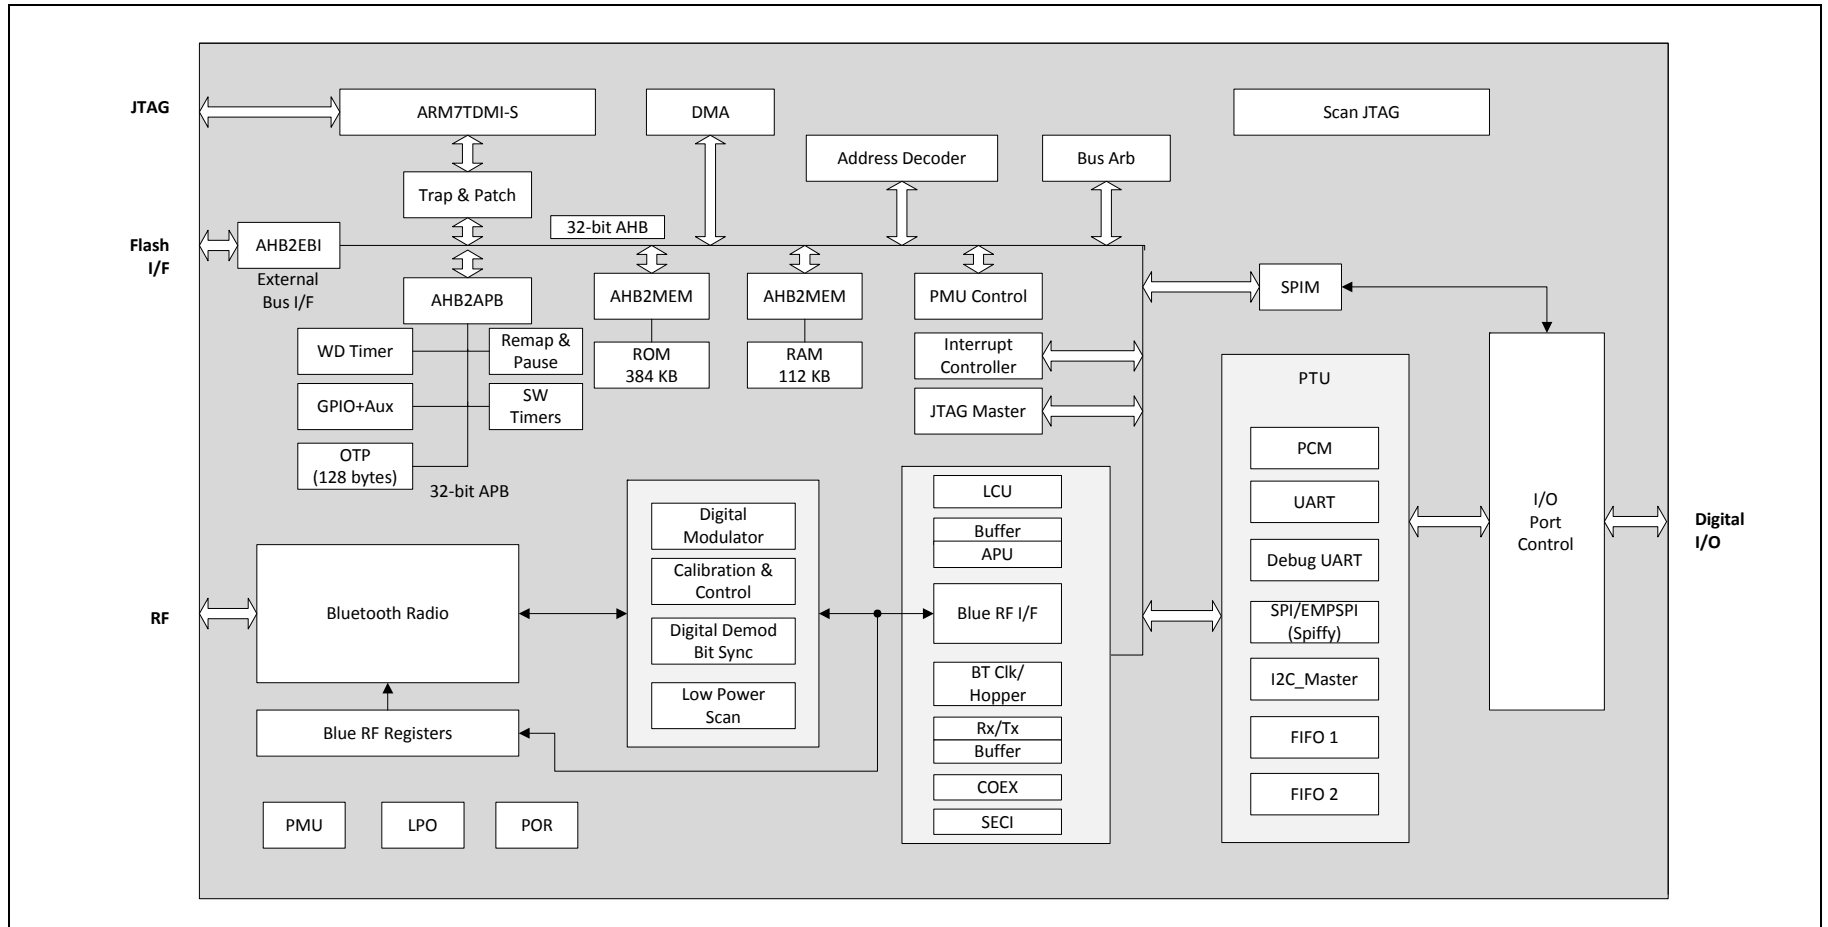 JTAG
ARM7TDMI-S
DMA
Scan JTAG
Address Decoder
Bus Arb
Trap & Patch
32-bit AHB
Flash
I/F
AHB2EBI
External
Bus I/F
AHB2APB
AHB2MEM
AHB2MEM
PMU Control
SPIM
WD Timer
Remap &
Pause
ROM
384 KB
RAM
112 KB
Interrupt
Controller
GPIO+Aux
SW
Timers
JTAG Master
OTP
(128 bytes)
32-bit APB
PTU
PCM
UART
Debug UART
SPI/EMPSPI
(Spiffy)
I2C_Master
FIFO 1
FIFO 2
I/O
Port
Control
Digital
I/O
LCU
Buffer
APU
Blue RF I/F
BT Clk/
Hopper
Rx/Tx
Buffer
COEX
SECI
Digital
Modulator
Calibration &
Control
Digital Demod
Bit Sync
Low Power
Scan
RF
Bluetooth Radio
Blue RF Registers
PMU
LPO
POR